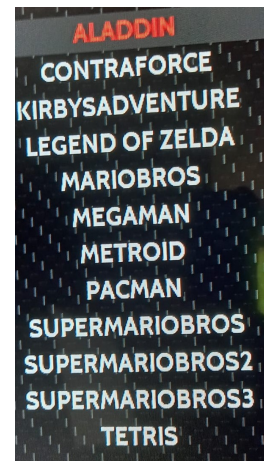 ALADDIN
CONTRAFORCE
KIRBYSADVENTURE
LEGEND OF ZELDA
MARIOBROS
MEGAMAN
METROID
PACMAN
SUPERMARIOBROS
SUPERMARIOBROS2
SUPERMARIOBROS3
TETRIS